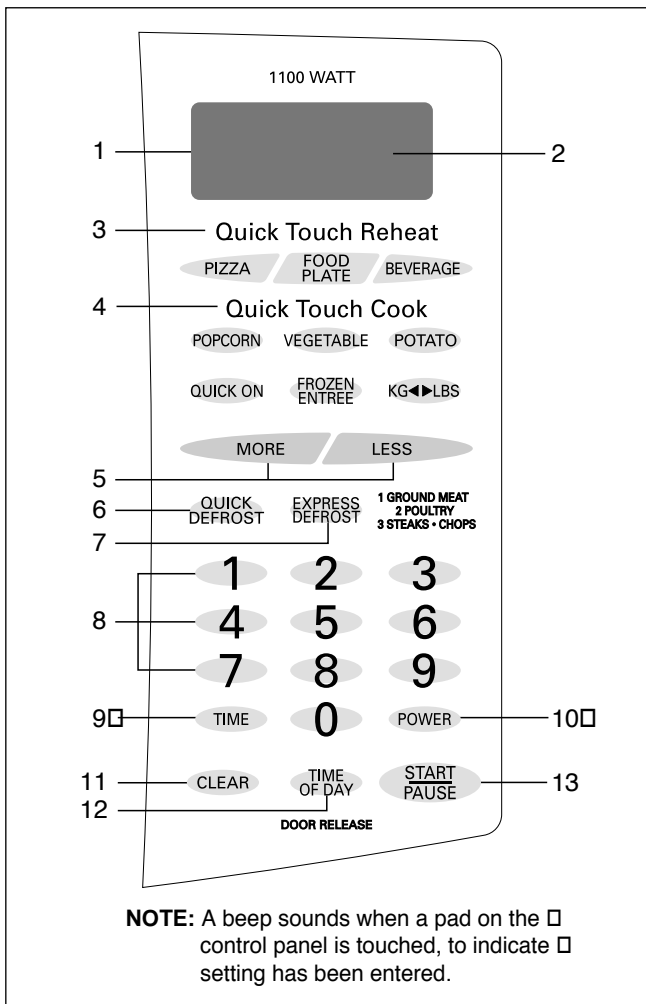 1100 WATT
1 2
3 Quick Touch Reheat
PIZZA FOOD PLATE BEVERAGE
4 Quick Touch Cook
POPCORN VEGETABLE POTATO
QUICK ON FROZEN ENTREE KG◀▶LBS
MORE LESS
5
6 QUICK DEFROST EXPRESS DEFROST 1 GROUND MEAT
2 POULTRY
3 STEAKS • CHOPS
7
1 2 3
8 4 5 6
7 8 9
9□ TIME 0 POWER 10□
11 CLEAR TIME OF DAY START PAUSE 13
12
DOOR RELEASE
NOTE: A beep sounds when a pad on the □
control panel is touched, to indicate □
setting has been entered.